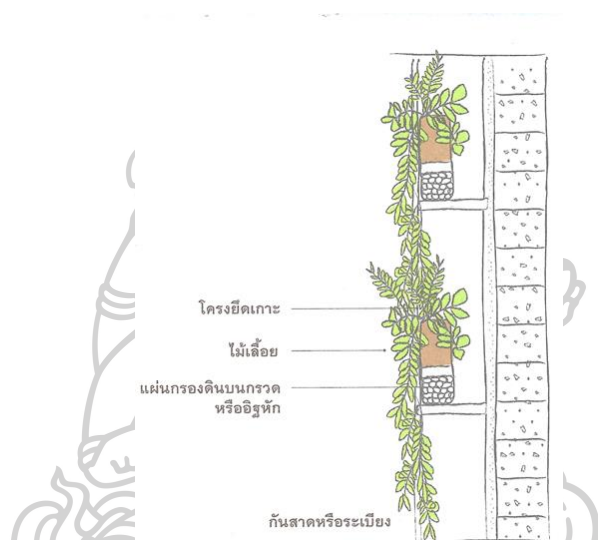 โครงยึดเกาะ
ไม้เลื้อย
แผ่นกรองดินบนกรวด
หรืออิฐหัก
กันสาดหรือระเบียง